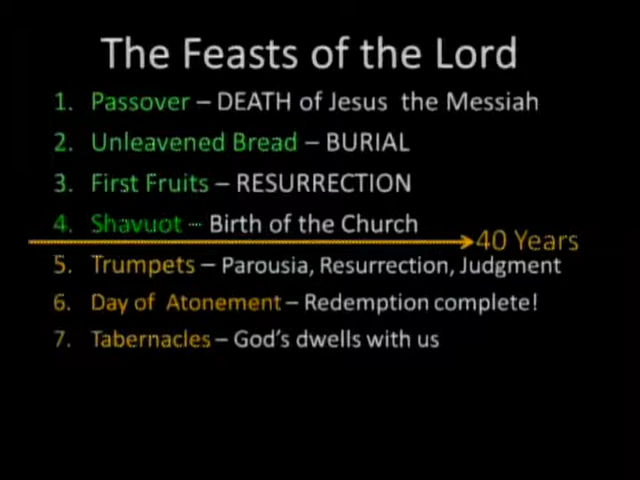 The Feasts of the Lord
1. Passover – DEATH of Jesus the Messiah
2. Unleavened Bread – BURIAL
3. First Fruits – RESURRECTION
4. Shavuot --- Birth of the Church
40 Years
5. Trumpets – Parousia, Resurrection, Judgment
6. Day of Atonement – Redemption complete!
7. Tabernacles – God's dwells with us